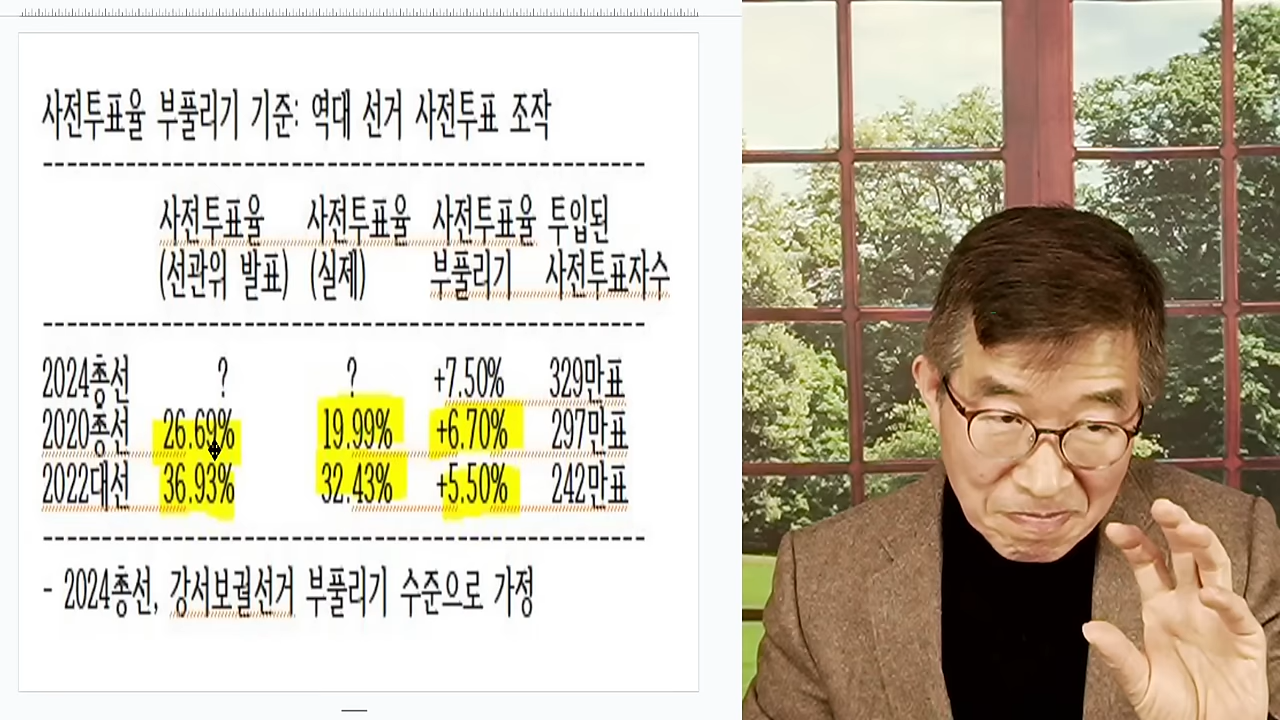 사전투표율 부풀리기 기준: 역대 선거 사전투표 조작
사전투표율 사전투표율 사전투표율 투입된
(선관위 발표) (실제) 부풀리기 사전투표자수
2024총선 ? ? +7.50% 329만표
2020총선 26.69% 19.99% +6.70% 297만표
2022대선 36.93% 32.43% +5.50% 242만표
- 2024총선, 강서보궐선거 부풀리기 수준으로 가정